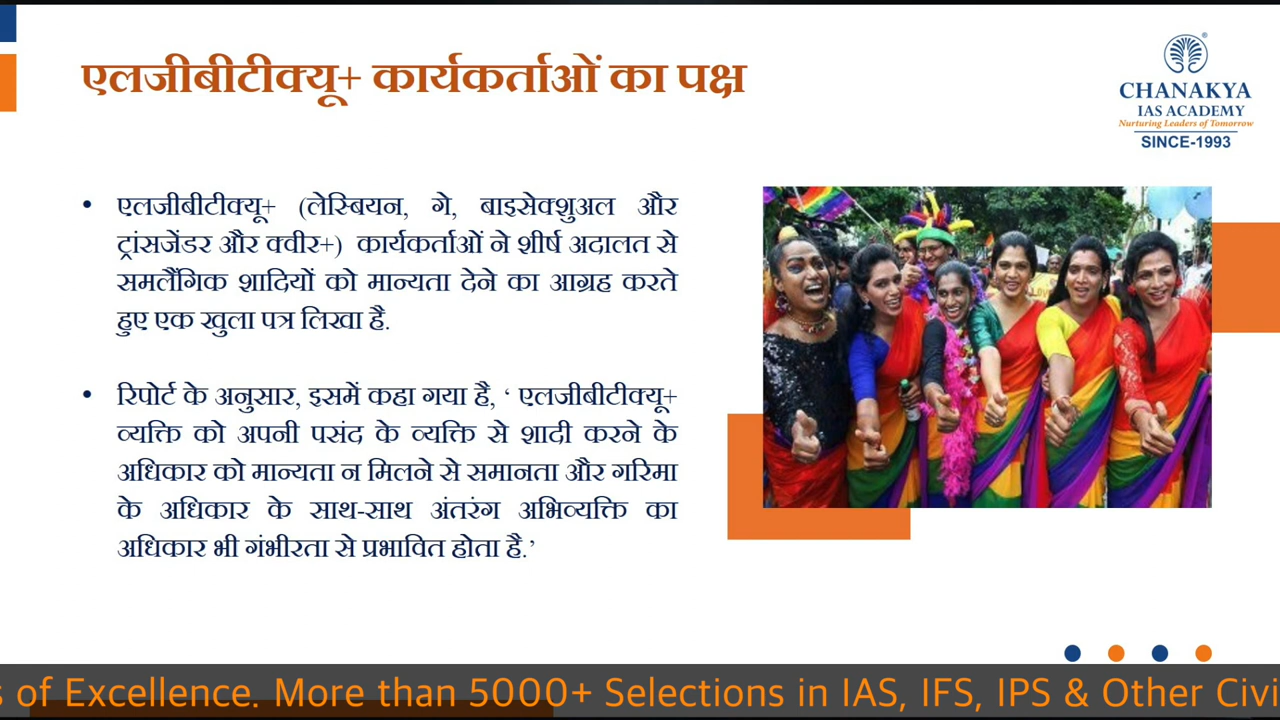 एलजीबीटीक्यू+ कार्यकर्ताओं का पक्ष
CHANAKYA
IAS ACADEMY
Nurturing Leaders of Tomorrow
SINCE-1993
• एलजीबीटीक्यू+ (लेस्बियन, गे, बाइसेक्शुअल और
ट्रांसजेंडर और क्वीर+) कार्यकर्ताओं ने शीर्ष अदालत से
समलैंगिक शादियों को मान्यता देने का आग्रह करते
हुए एक खुला पत्र लिखा है.
• रिपोर्ट के अनुसार, इसमें कहा गया है, ‘ एलजीबीटीक्यू+
व्यक्ति को अपनी पसंद के व्यक्ति से शादी करने के
अधिकार को मान्यता न मिलने से समानता और गरिमा
के अधिकार के साथ-साथ अंतरंग अभिव्यक्ति का
अधिकार भी गंभीरता से प्रभावित होता है.’
s of Excellence. More than 5000+ Selections in IAS, IFS, IPS & Other Civi